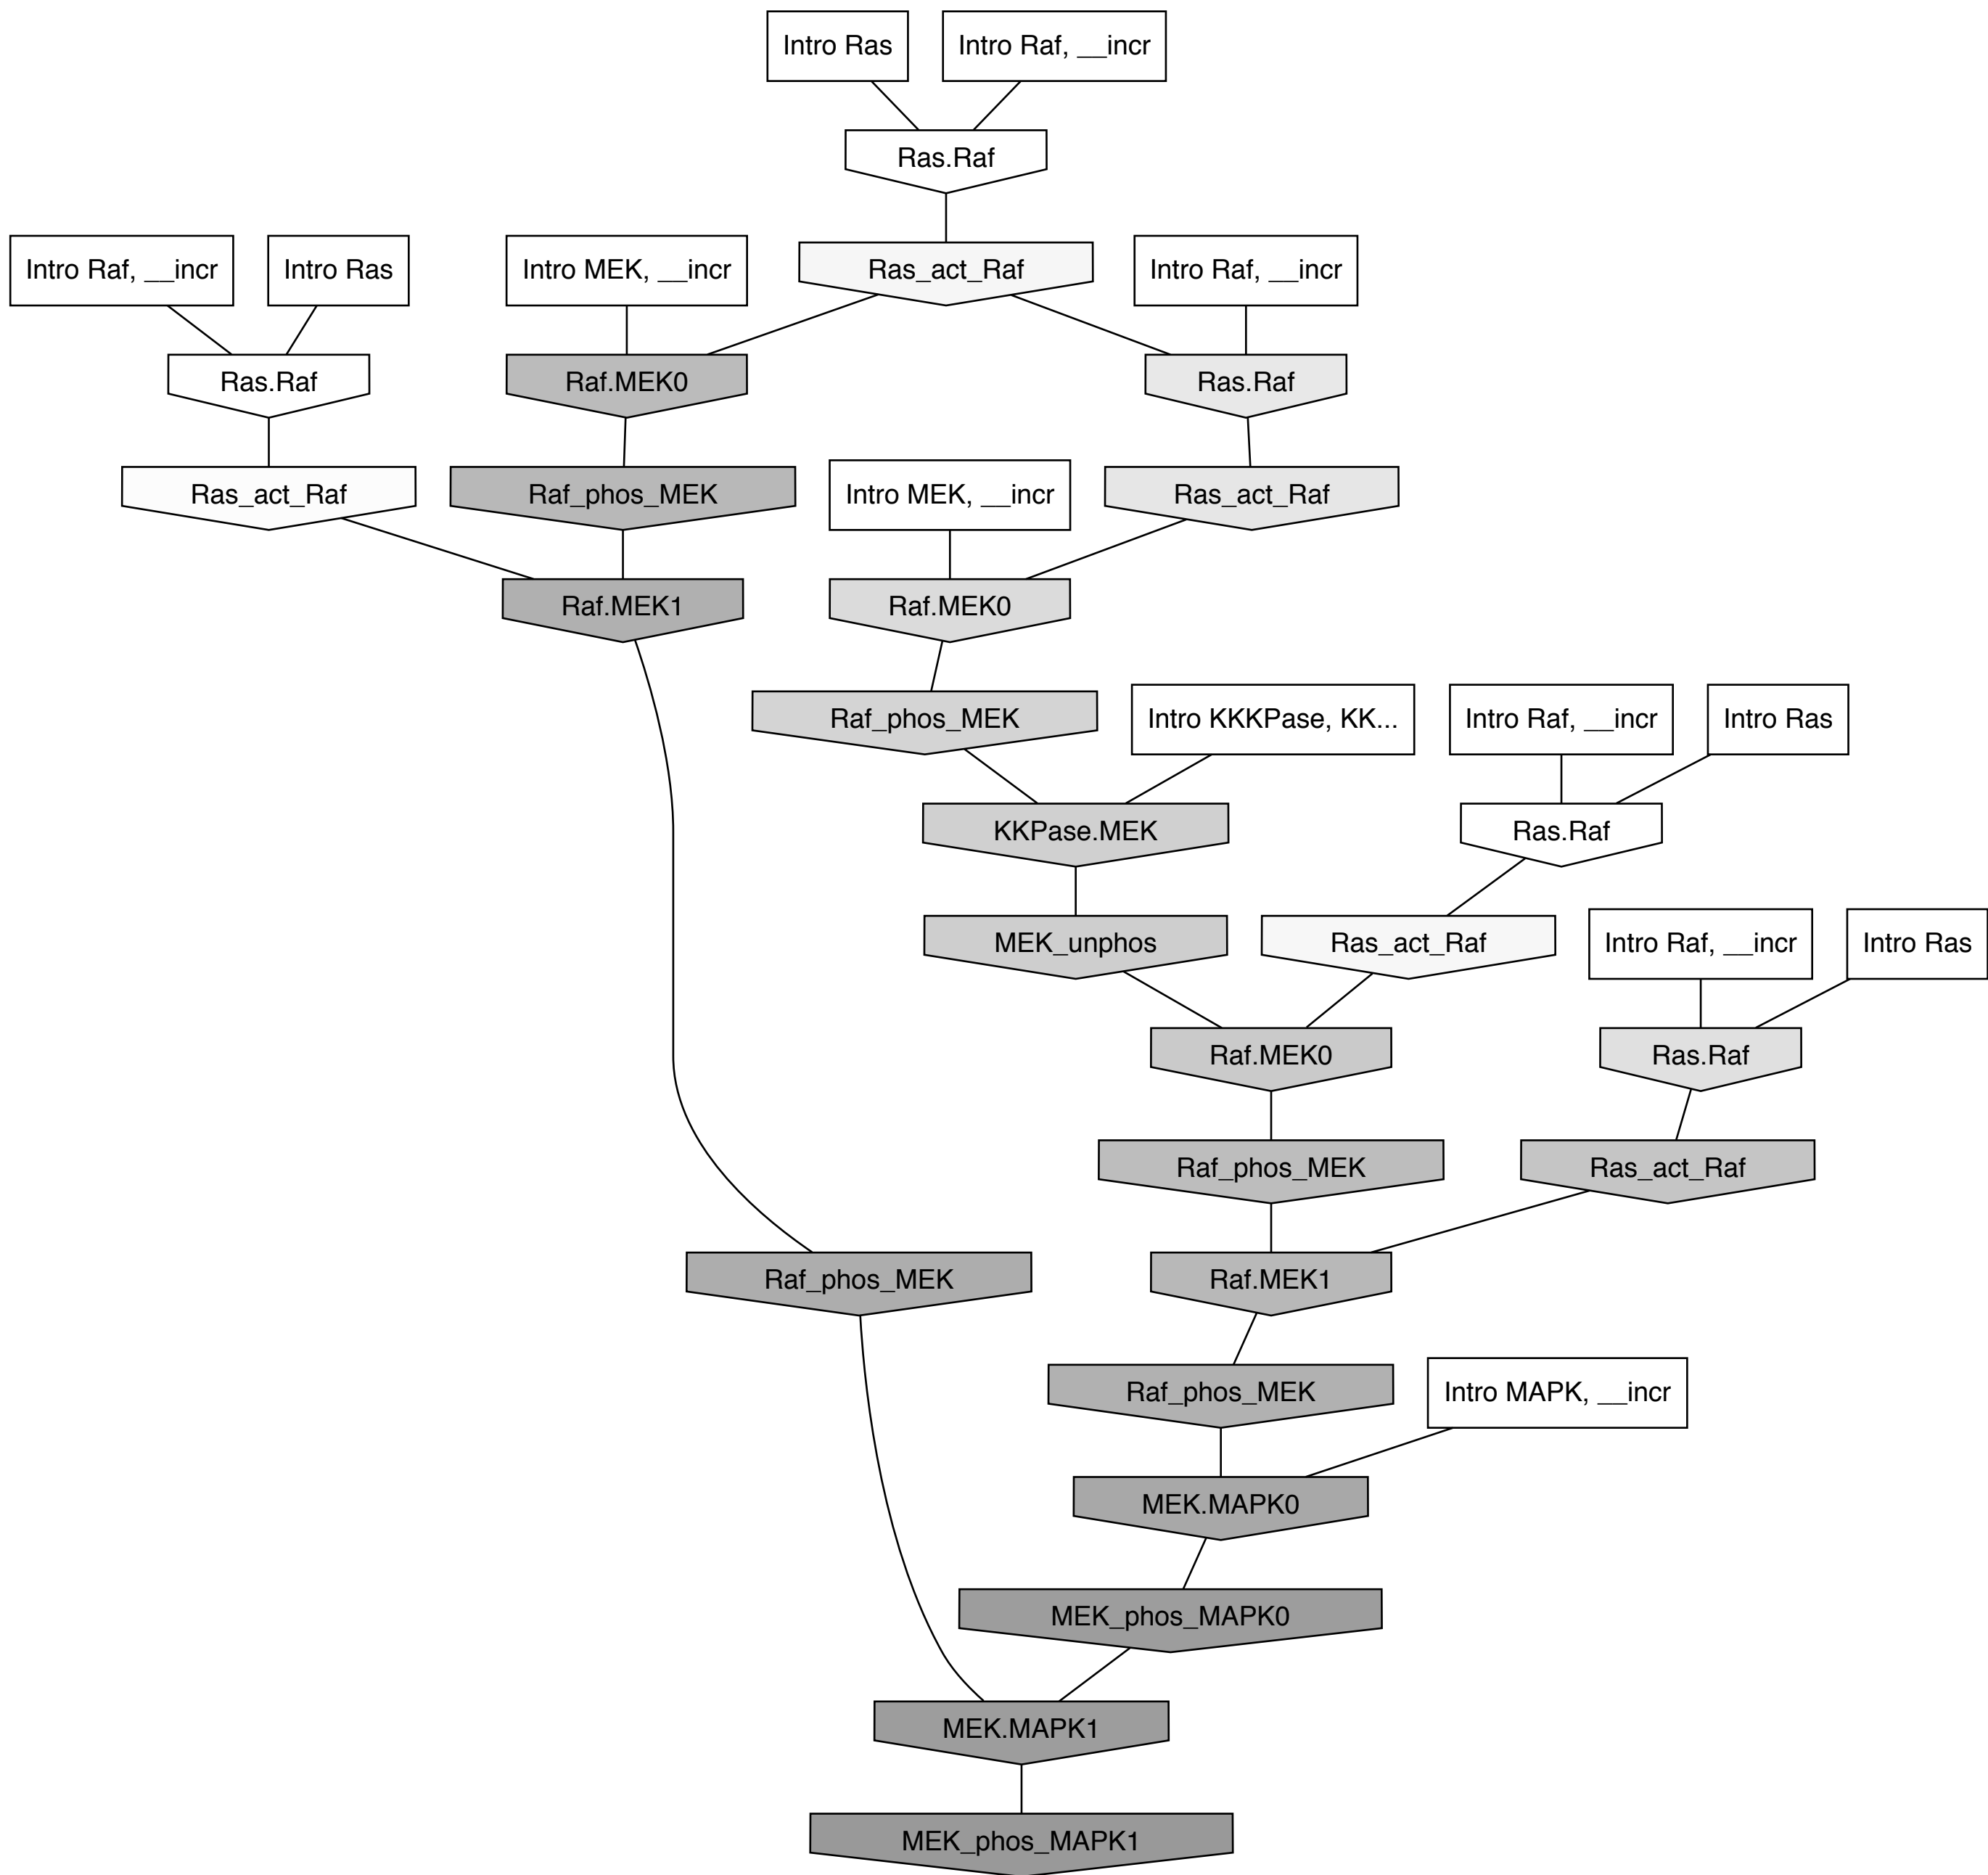 Intro Ras
Intro Raf, __incr
Ras.Raf
Intro Raf, __incr
Intro Ras
Intro MEK, __incr
Ras_act_Raf
Intro Raf, __incr
Ras.Raf
Raf.MEK0
Ras.Raf
Ras_act_Raf
Raf_phos_MEK
Intro MEK, __incr
Ras_act_Raf
Raf.MEK1
Raf.MEK0
Raf_phos_MEK
Intro KKKPase, KK...
Intro Raf, __incr
Intro Ras
KKPase.MEK
Ras.Raf
MEK_unphos
Ras_act_Raf
Intro Raf, __incr
Intro Ras
Raf.MEK0
Ras.Raf
Raf_phos_MEK
Ras_act_Raf
Raf_phos_MEK
Raf.MEK1
Raf_phos_MEK
Intro MAPK, __incr
MEK.MAPK0
MEK_phos_MAPK0
MEK.MAPK1
MEK_phos_MAPK1